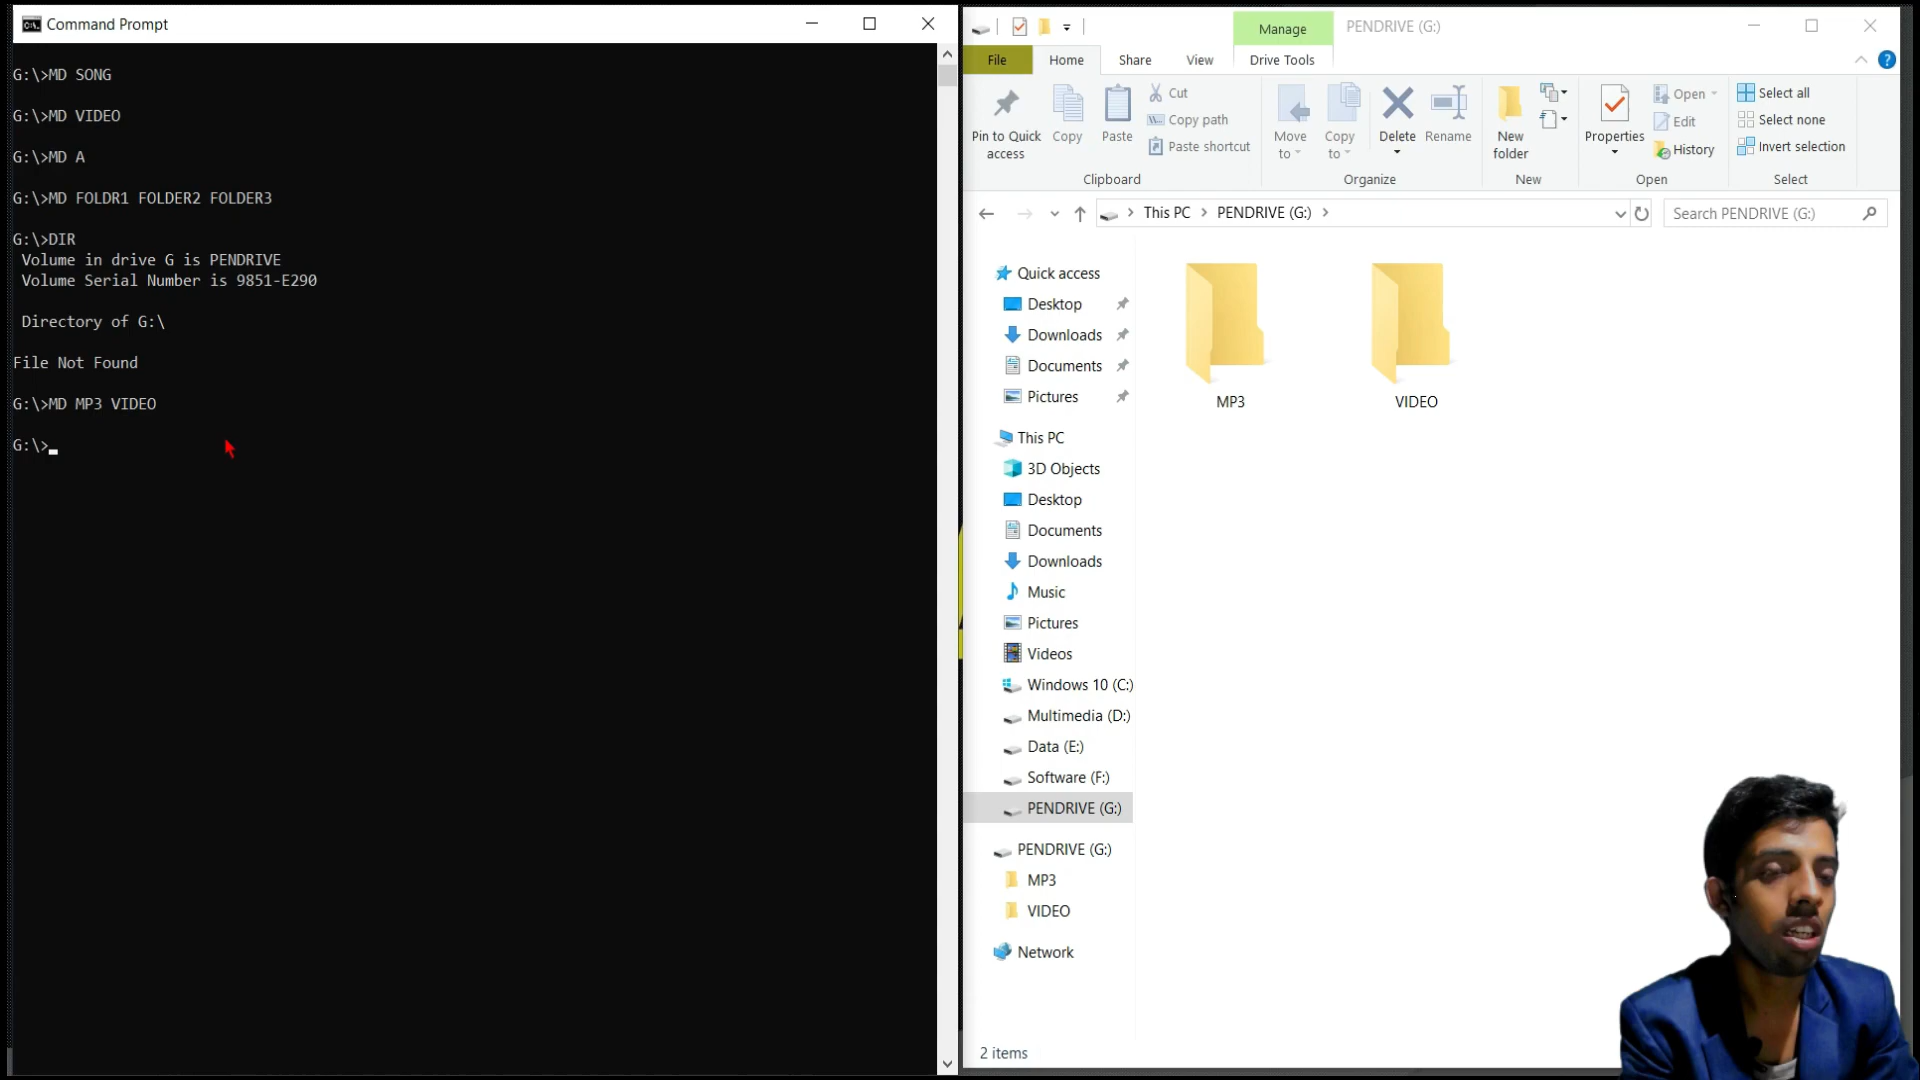 Command Prompt
G:\>MD SONG
G:\>MD VIDEO
G:\>MD A
G:\>MD FOLDR1 FOLDER2 FOLDER3
G:\>DIR
Volume in drive G is PENDRIVE
Volume Serial Number is 9851-E290
Directory of G:\
File Not Found
G:\>MD MP3 VIDEO
G:\>
Manage
PENDRIVE (G:)
File
Home
Share
View
Drive Tools
Pin to Quick access
Copy
Paste
Cut
Copy path
Paste shortcut
Clipboard
Move to
Copy to
Delete
Rename
Organize
New folder
New
Properties
Open
Edit
History
Open
Select all
Select none
Invert selection
Select
This PC
PENDRIVE (G:)
Search PENDRIVE (G:)
Quick access
Desktop
Downloads
Documents
Pictures
This PC
3D Objects
Desktop
Documents
Downloads
Music
Pictures
Videos
Windows 10 (C:)
Multimedia (D:)
Data (E:)
Software (F:)
PENDRIVE (G:)
PENDRIVE (G:)
MP3
VIDEO
Network
MP3
VIDEO
2 items